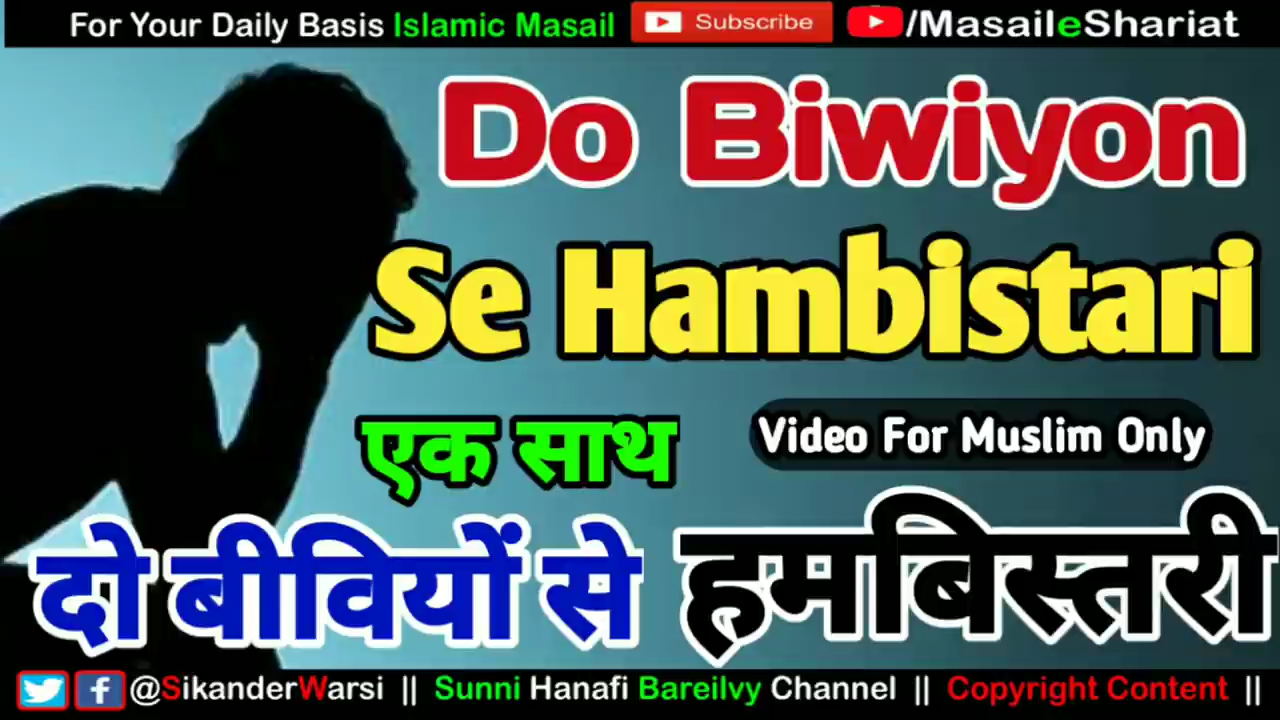 For Your Daily Basis Islamic Masail Subscribe /MasaileShariat
Do Biwiyon
Se Hambistari
एक साथ Video For Muslim Only
दो बीवियों से हमबिस्तरी
@SikanderWarsi || Sunni Hanafi Bareilvy Channel || Copyright Content ||